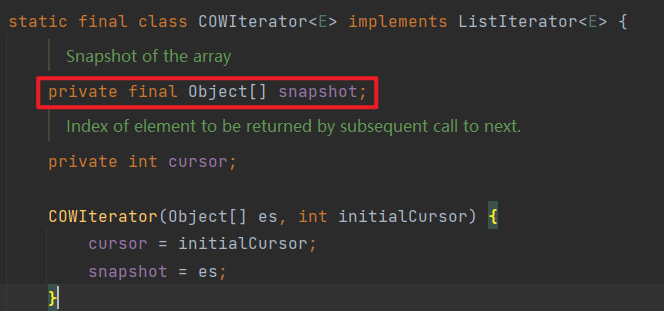 static final class COWIterator<E> implements ListIterator<E> {
Snapshot of the array
private final Object[] snapshot;
Index of element to be returned by subsequent call to next.
private int cursor;
COWIterator(Object[] es, int initialCursor) {
cursor = initialCursor;
snapshot = es;
}